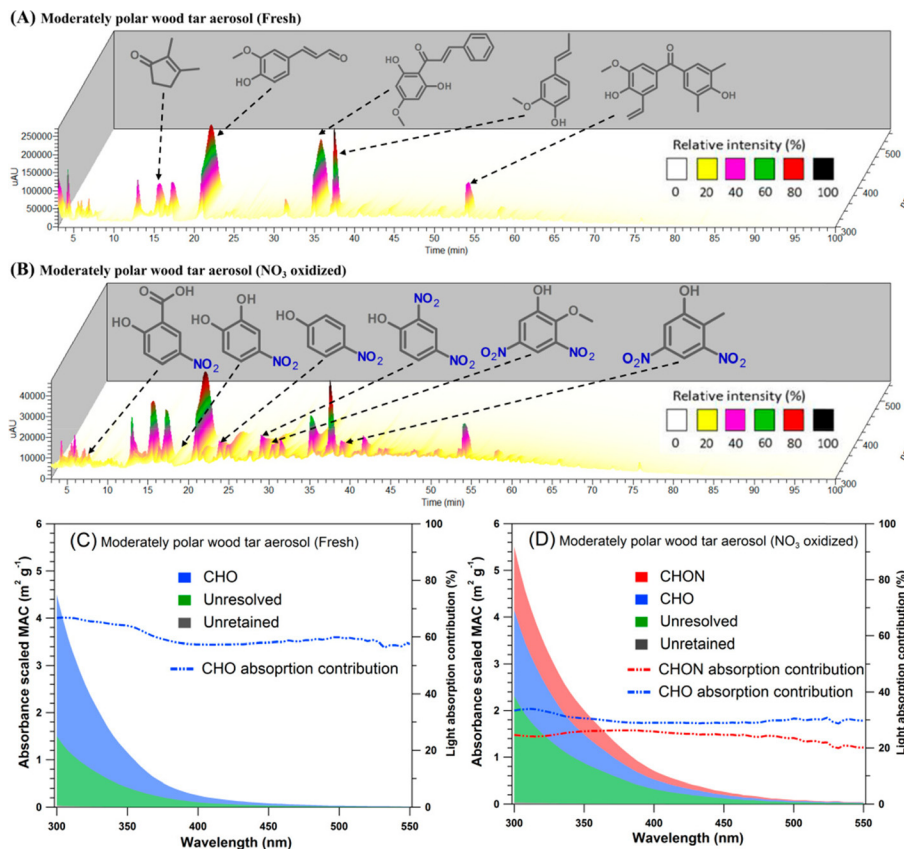 (A) Moderately polar wood tar aerosol (Fresh)
O
O
O
HO
OH
O
O
O
OH
O
O
HO
OH
250000
200000
150000
100000
50000
0
uAU
Relative intensity (%)
0 20 40 60 80 100
500
400
300
5 10 15 20 25 30 35 40 45 50 55 60 65 70 75 80 85 90 95 100
Time (min)
(B) Moderately polar wood tar aerosol (NO3 oxidized)
O OH
HO
NO2
OH
HO
NO2
HO
NO2
NO2
HO
NO2
OH
O
O2N NO2
OH
O2N NO2
40000
30000
20000
10000
0
uAU
Relative intensity (%)
0 20 40 60 80 100
500
400
300
5 10 15 20 25 30 35 40 45 50 55 60 65 70 75 80 85 90 95 100
Time (min)
(C) Moderately polar wood tar aerosol (Fresh)
CHO
Unresolved
Unretained
CHO absoprtion contribution
Absorbance scaled MAC (m2 g-1)
6
5
4
3
2
1
0
Light absorption contribution (%)
100
80
60
40
20
0
300 350 400 450 500 550
Wavelength (nm)
(D) Moderately polar wood tar aerosol (NO3 oxidized)
CHON
CHO
Unresolved
Unretained
CHON absorption contribution
CHO absorption contribution
Absorbance scaled MAC (m2 g-1)
6
5
4
3
2
1
0
Light absorption contribution (%)
100
80
60
40
20
0
300 350 400 450 500 550
Wavelength (nm)